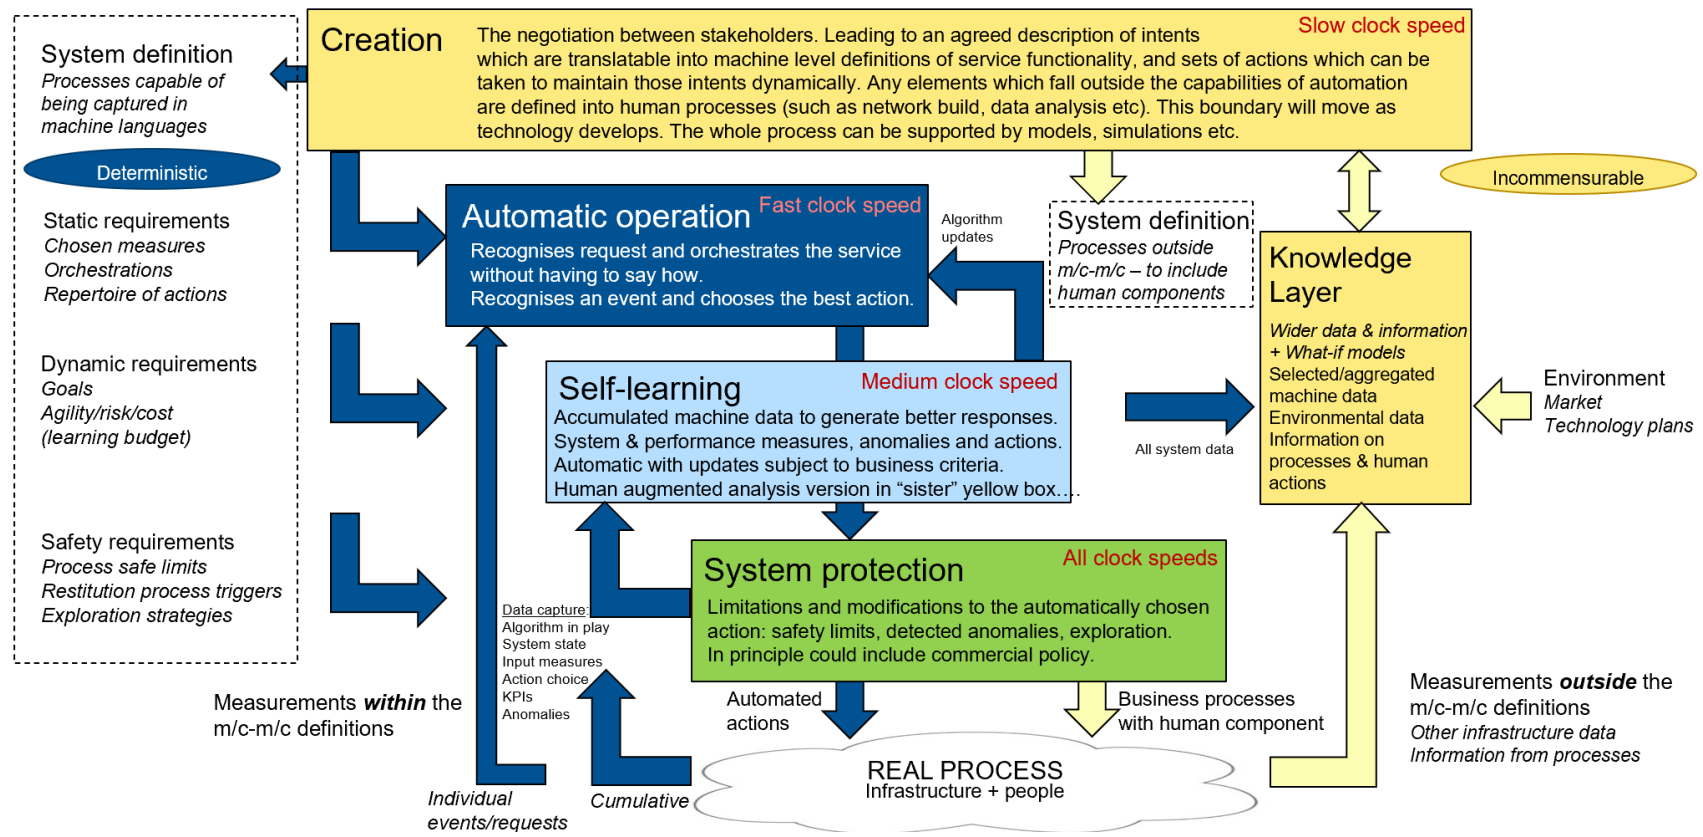 System definition
Processes capable of
being captured in
machine languages
Deterministic
Static requirements
Chosen measures
Orchestrations
Repertoire of actions
Dynamic requirements
Goals
Agility/risk/cost
(learning budget)
Safety requirements
Process safe limits
Restitution process triggers
Exploration strategies
Creation
Slow clock speed
The negotiation between stakeholders. Leading to an agreed description of intents
which are translatable into machine level definitions of service functionality, and sets of actions which can be
taken to maintain those intents dynamically. Any elements which fall outside the capabilities of automation
are defined into human processes (such as network build, data analysis etc). This boundary will move as
technology develops. The whole process can be supported by models, simulations etc.
Incommensurable
Automatic operation
Fast clock speed
Recognises request and orchestrates the service
without having to say how.
Recognises an event and chooses the best action.
Algorithm
updates
System definition
Processes outside
m/c-m/c – to include
human components
Knowledge
Layer
Wider data & information
+ What-if models
Selected/aggregated
machine data
Environmental data
Information on
processes & human
actions
Environment
Market
Technology plans
Self-learning
Medium clock speed
Accumulated machine data to generate better responses.
System & performance measures, anomalies and actions.
Automatic with updates subject to business criteria.
Human augmented analysis version in “sister” yellow box….
All system data
System protection
All clock speeds
Limitations and modifications to the automatically chosen
action: safety limits, detected anomalies, exploration.
In principle could include commercial policy.
Data capture:
Algorithm in play
System state
Input measures
Action choice
KPIs
Anomalies
Measurements within the
m/c-m/c definitions
Automated
actions
Business processes
with human component
Measurements outside the
m/c-m/c definitions
Other infrastructure data
Information from processes
REAL PROCESS
Infrastructure + people
Individual
events/requests
Cumulative